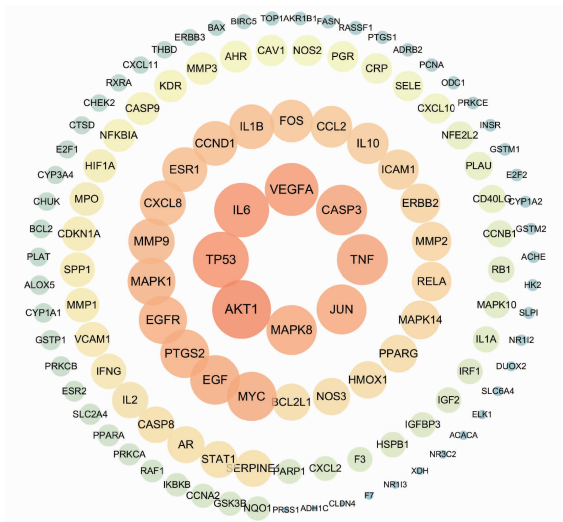 VEGFA
CASP3
TNF
JUN
MAPK8
AKT1
TP53
IL6
FOS
CCL2
IL10
ICAM1
ERBB2
MMP2
RELA
MAPK14
PPARG
HMOX1
NOS3
BCL2L1
MYC
EGF
PTGS2
EGFR
MAPK1
MMP9
CXCL8
ESR1
CCND1
IL1B
NOS2
PGR
CRP
SELE
CXCL10
NFE2L2
PLAU
CD40LG
CCNB1
RB1
MAPK10
IL1A
IRF1
IGF2
IGFBP3
HSPB1
F3
CXCL2
PARP1
SERPINE1
STAT1
AR
CASP8
IL2
IFNG
VCAM1
MMP1
SPP1
CDKN1A
MPO
HIF1A
NFKBIA
CASP9
KDR
MMP3
AHR
CAV1
TOP1
AKR1B1
FASN
RASSF1
PTGS1
ADRB2
PCNA
ODC1
PRKCE
INSR
GSTM1
E2F2
CYP1A2
GSTM2
ACHE
HK2
SLPI
NR1I2
DUOX2
SLC6A4
ELK1
ACACA
NR3C2
XDH
NR1I3
F7
CLDN4
ADH1C
PRSS1
NQO1
GSK3B
CCNA2
IKBKB
RAF1
PRKCA
PPARA
SLC2A4
ESR2
PRKCB
GSTP1
CYP1A1
ALOX5
PLAT
BCL2
CHUK
CYP3A4
E2F1
CTSD
CHEK2
RXRA
CXCL11
THBD
ERBB3
BAX
BIRC5